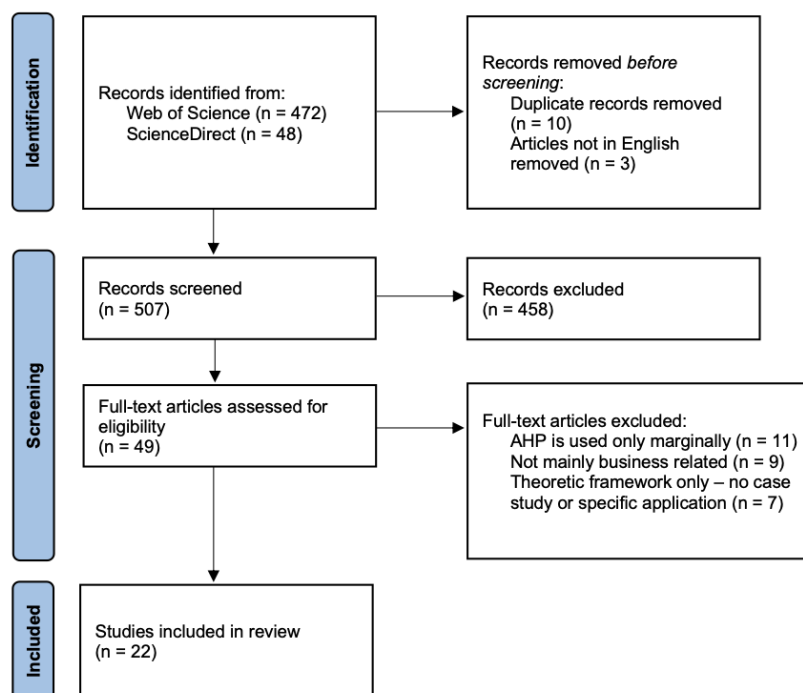 Identification
Records identified from:
Web of Science (n = 472)
ScienceDirect (n = 48)
Records removed before
screening:
Duplicate records removed
(n = 10)
Articles not in English
removed (n = 3)
Screening
Records screened
(n = 507)
Records excluded
(n = 458)
Full-text articles assessed for
eligibility
(n = 49)
Full-text articles excluded:
AHP is used only marginally (n = 11)
Not mainly business related (n = 9)
Theoretic framework only – no case
study or specific application (n = 7)
Included
Studies included in review
(n = 22)